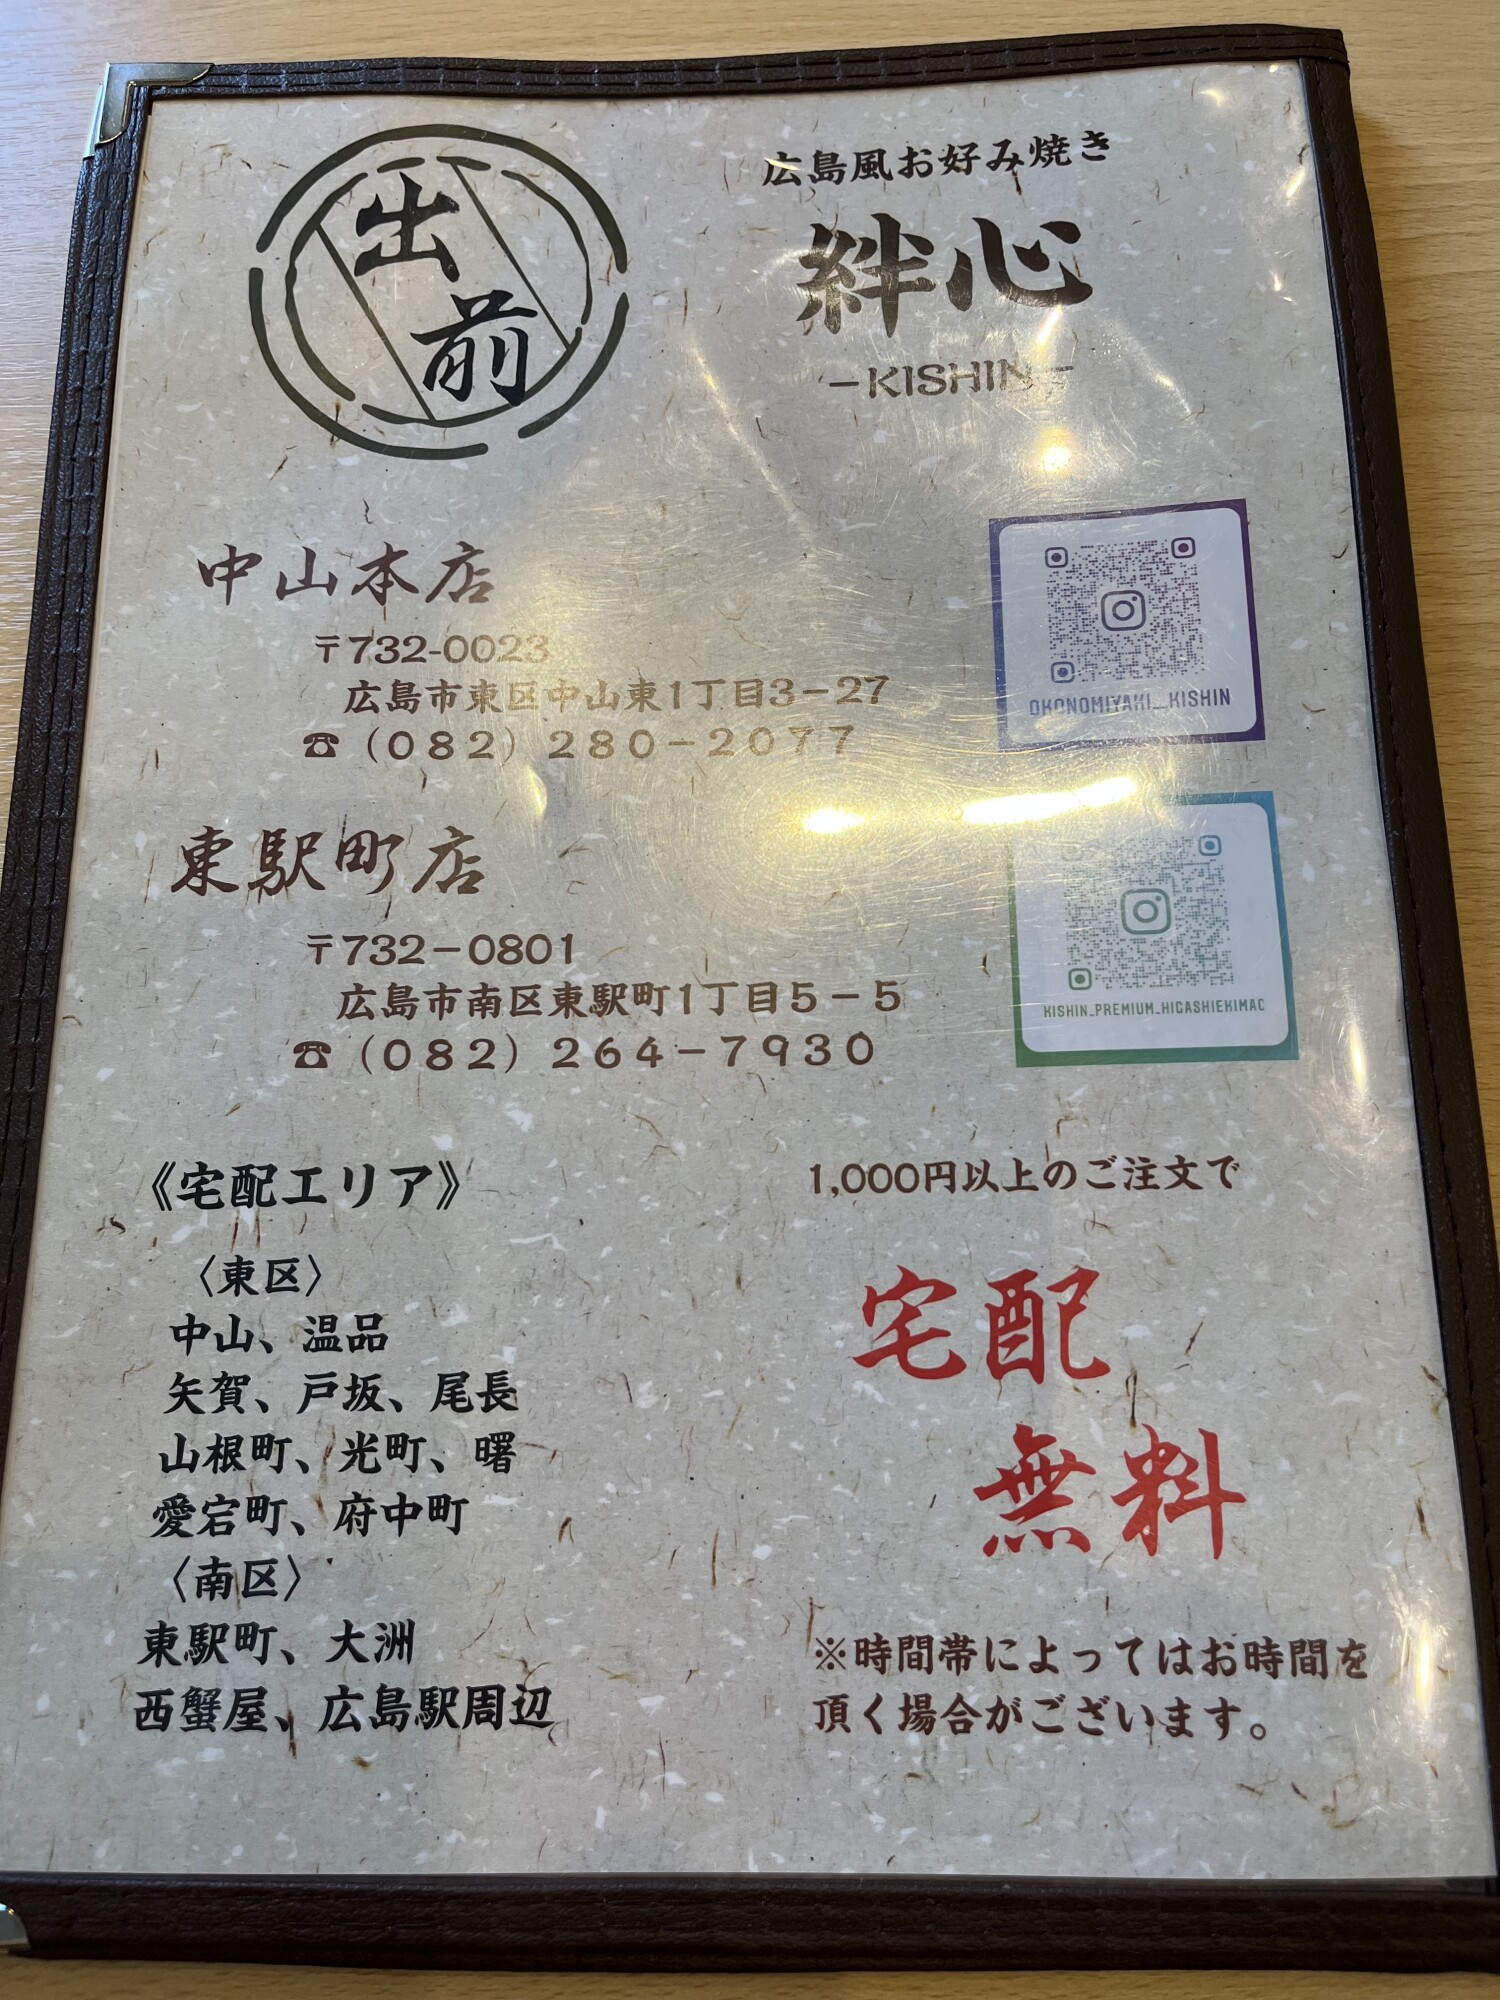 出前
広島風お好み焼き
絆心
－KISHIN－
中山本店
〒732-0023
広島市東区中山東1丁目3－27
☎（０８２）２８０－２０７７
OKONOMIYAKI__KISHIN
東駅町店
〒732－0801
広島市南区東駅町1丁目５－５
☎（０８２）２６４－７９３０
KISHIN_PREMIUM_HIGASHIEKIMAC
《宅配エリア》
〈東区〉
中山、温品
矢賀、戸坂、尾長
山根町、光町、曙
愛宕町、府中町
〈南区〉
東駅町、大洲
西蟹屋、広島駅周辺
1,000円以上のご注文で
宅配
無料
※時間帯によってはお時間を
頂く場合がございます。